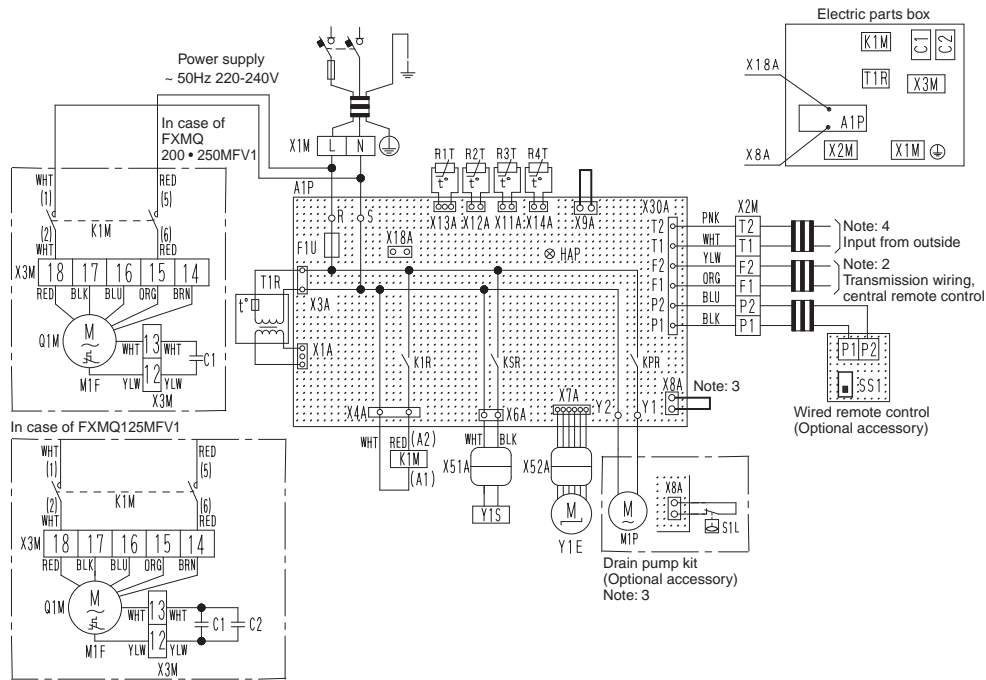 Electric parts box
K1M
C1
C2
X18A
T1R
X3M
A1P
X8A
X2M
X1M
Power supply
~ 50Hz 220-240V
In case of
FXMQ
200 • 250MFV1
X1M
L
N
R1T
R2T
R3T
R4T
t°
t°
t°
t°
A1P
X13A
X12A
X11A
X14A
X9A
X30A
X2M
R
S
F1U
X18A
HAP
T2
PNK
T2
T1
WHT
T1
F2
YLW
F2
F1
ORG
F1
P2
BLU
P2
P1
BLK
P1
Note: 4
Input from outside
Note: 2
Transmission wiring,
central remote control
P1
P2
SS1
Wired remote control
(Optional accessory)
WHT
(1)
RED
(5)
K1M
(2)
WHT
(6)
RED
X3M
18
17
16
15
14
RED
BLK
BLU
ORG
BRN
Q1M
M
~
M1F
WHT
13
WHT
C1
YLW
12
YLW
X3M
T1R
t°
X3A
X1A
K1R
KSR
KPR
X8A
Note: 3
X4A
X6A
X7A
Y2
Y1
WHT
RED
(A2)
K1M
(A1)
WHT
BLK
X51A
X52A
Y1S
M
Y1E
M
~
M1P
X8A
S1L
Drain pump kit
(Optional accessory)
Note: 3
In case of FXMQ125MFV1
WHT
(1)
RED
(5)
K1M
(2)
WHT
(6)
RED
X3M
18
17
16
15
14
RED
BLK
BLU
ORG
BRN
Q1M
M
~
M1F
WHT
13
WHT
C1
C2
YLW
12
YLW
X3M